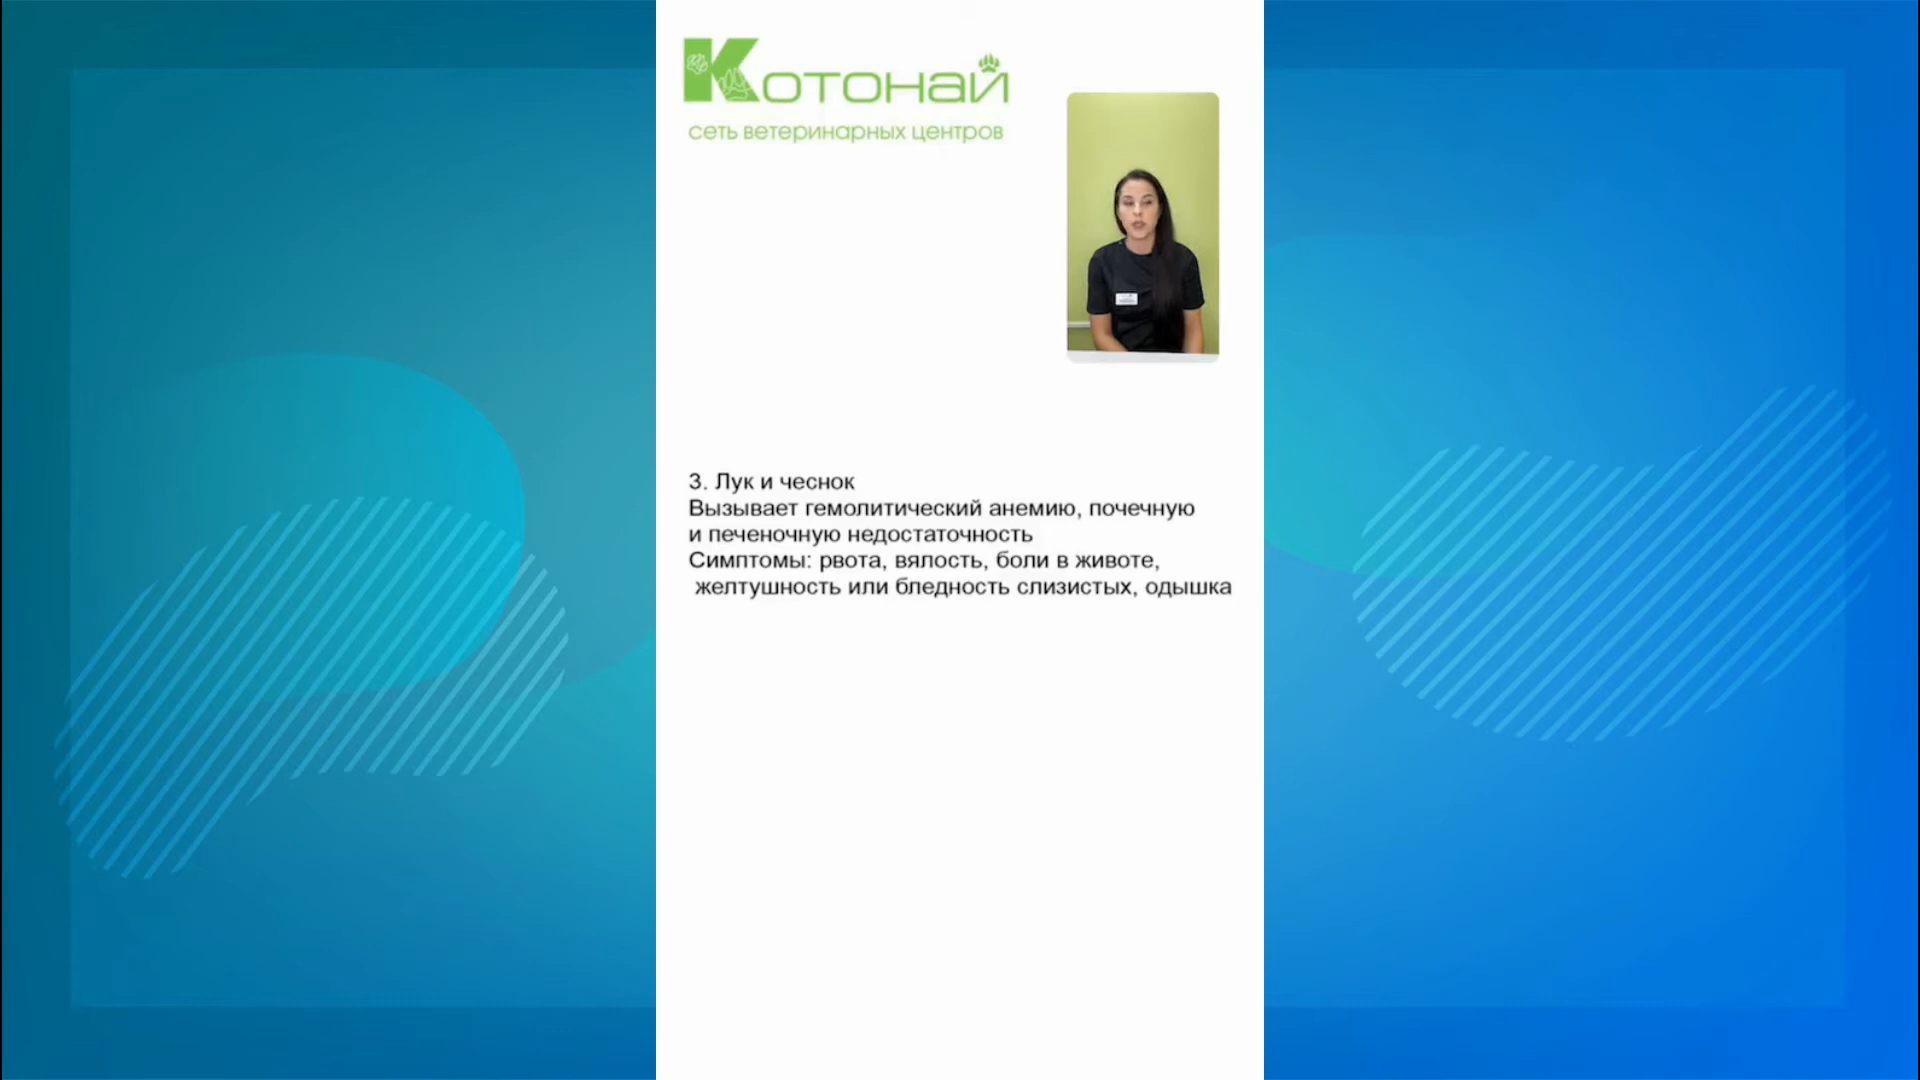 Котонай
сеть ветеринарных центров
3. Лук и чеснок
Вызывает гемолитический анемию, почечную
и печеночную недостаточность
Симптомы: рвота, вялость, боли в животе,
желтушность или бледность слизистых, одышка